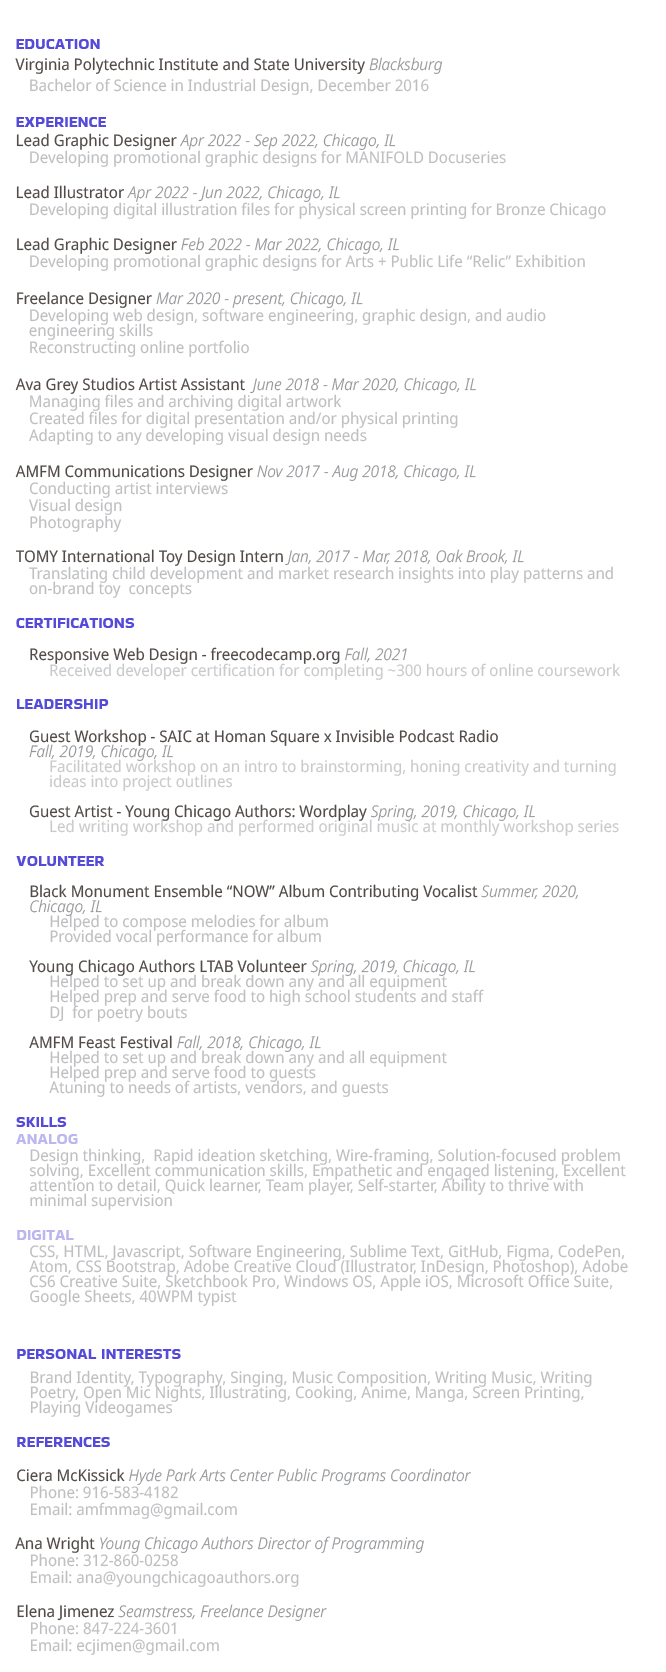 EDUCATION
Virginia Polytechnic Institute and State University Blacksburg
Bachelor of Science in Industrial Design, December 2016
EXPERIENCE
Lead Graphic Designer Apr 2022 - Sep 2022, Chicago, IL
Developing promotional graphic designs for MANIFOLD Docuseries
Lead Illustrator Apr 2022 - Jun 2022, Chicago, IL
Developing digital illustration files for physical screen printing for Bronze Chicago
Lead Graphic Designer Feb 2022 - Mar 2022, Chicago, IL
Developing promotional graphic designs for Arts + Public Life “Relic” Exhibition
Freelance Designer Mar 2020 - present, Chicago, IL
Developing web design, software engineering, graphic design, and audio
engineering skills
Reconstructing online portfolio
Ava Grey Studios Artist Assistant  June 2018 - Mar 2020, Chicago, IL
Managing files and archiving digital artwork
Created files for digital presentation and/or physical printing
Adapting to any developing visual design needs
AMFM Communications Designer Nov 2017 - Aug 2018, Chicago, IL
Conducting artist interviews
Visual design
Photography
TOMY International Toy Design Intern Jan, 2017 - Mar, 2018, Oak Brook, IL
Translating child development and market research insights into play patterns and
on-brand toy  concepts
CERTIFICATIONS
Responsive Web Design - freecodecamp.org Fall, 2021
Received developer certification for completing ~300 hours of online coursework
LEADERSHIP
Guest Workshop - SAIC at Homan Square x Invisible Podcast Radio
Fall, 2019, Chicago, IL
Facilitated workshop on an intro to brainstorming, honing creativity and turning
ideas into project outlines
Guest Artist - Young Chicago Authors: Wordplay Spring, 2019, Chicago, IL
Led writing workshop and performed original music at monthly workshop series
VOLUNTEER
Black Monument Ensemble “NOW” Album Contributing Vocalist Summer, 2020,
Chicago, IL
Helped to compose melodies for album
Provided vocal performance for album
Young Chicago Authors LTAB Volunteer Spring, 2019, Chicago, IL
Helped to set up and break down any and all equipment
Helped prep and serve food to high school students and staff
DJ  for poetry bouts
AMFM Feast Festival Fall, 2018, Chicago, IL
Helped to set up and break down any and all equipment
Helped prep and serve food to guests
Atuning to needs of artists, vendors, and guests
SKILLS
ANALOG
Design thinking,  Rapid ideation sketching, Wire-framing, Solution-focused problem
solving, Excellent communication skills, Empathetic and engaged listening, Excellent
attention to detail, Quick learner, Team player, Self-starter, Ability to thrive with
minimal supervision
DIGITAL
CSS, HTML, Javascript, Software Engineering, Sublime Text, GitHub, Figma, CodePen,
Atom, CSS Bootstrap, Adobe Creative Cloud (Illustrator, InDesign, Photoshop), Adobe
CS6 Creative Suite, Sketchbook Pro, Windows OS, Apple iOS, Microsoft Office Suite,
Google Sheets, 40WPM typist
PERSONAL INTERESTS
Brand Identity, Typography, Singing, Music Composition, Writing Music, Writing
Poetry, Open Mic Nights, Illustrating, Cooking, Anime, Manga, Screen Printing,
Playing Videogames
REFERENCES
Ciera McKissick Hyde Park Arts Center Public Programs Coordinator
Phone: 916-583-4182
Email: amfmmag@gmail.com
Ana Wright Young Chicago Authors Director of Programming
Phone: 312-860-0258
Email: ana@youngchicagoauthors.org
Elena Jimenez Seamstress, Freelance Designer
Phone: 847-224-3601
Email: ecjimen@gmail.com